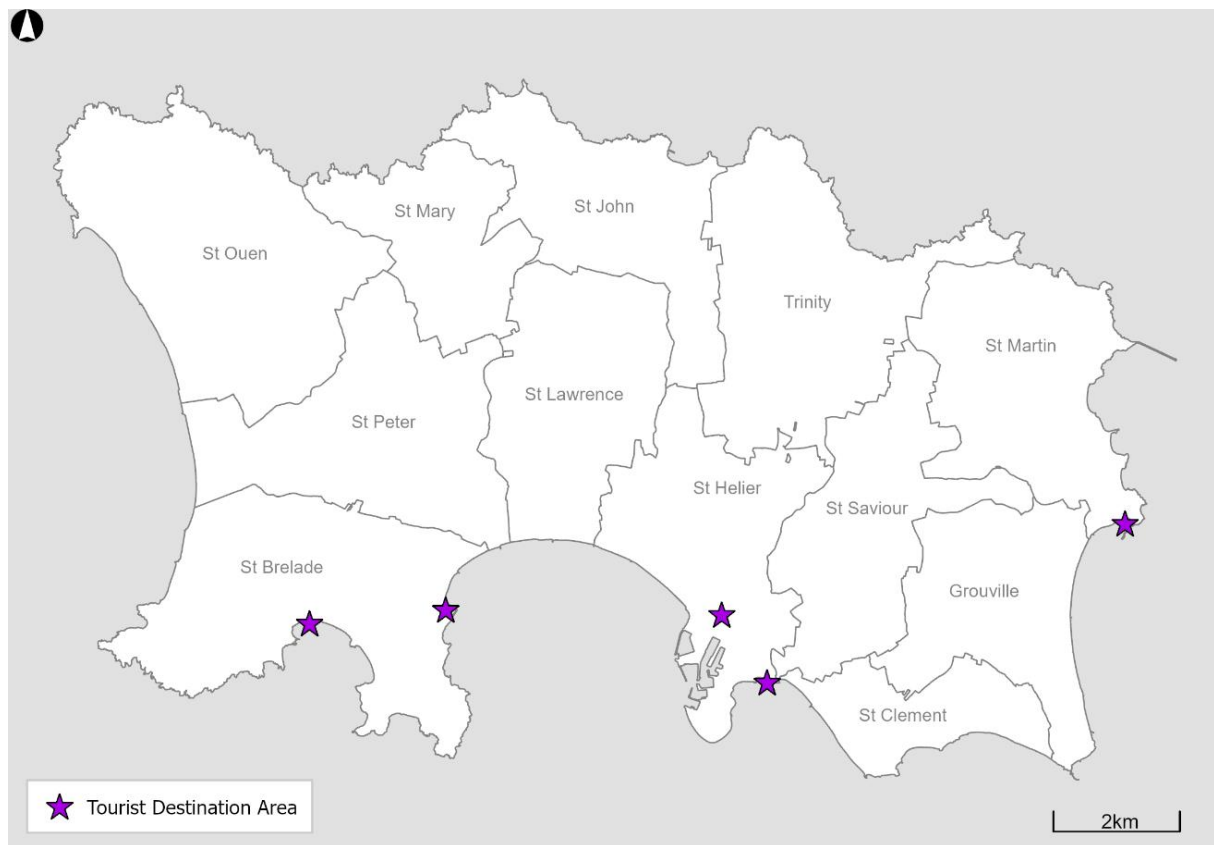 St Mary
St John
St Ouen
Trinity
St Martin
St Lawrence
St Peter
St Helier
St Saviour
St Brelade
Grouville
St Clement
Tourist Destination Area
2km